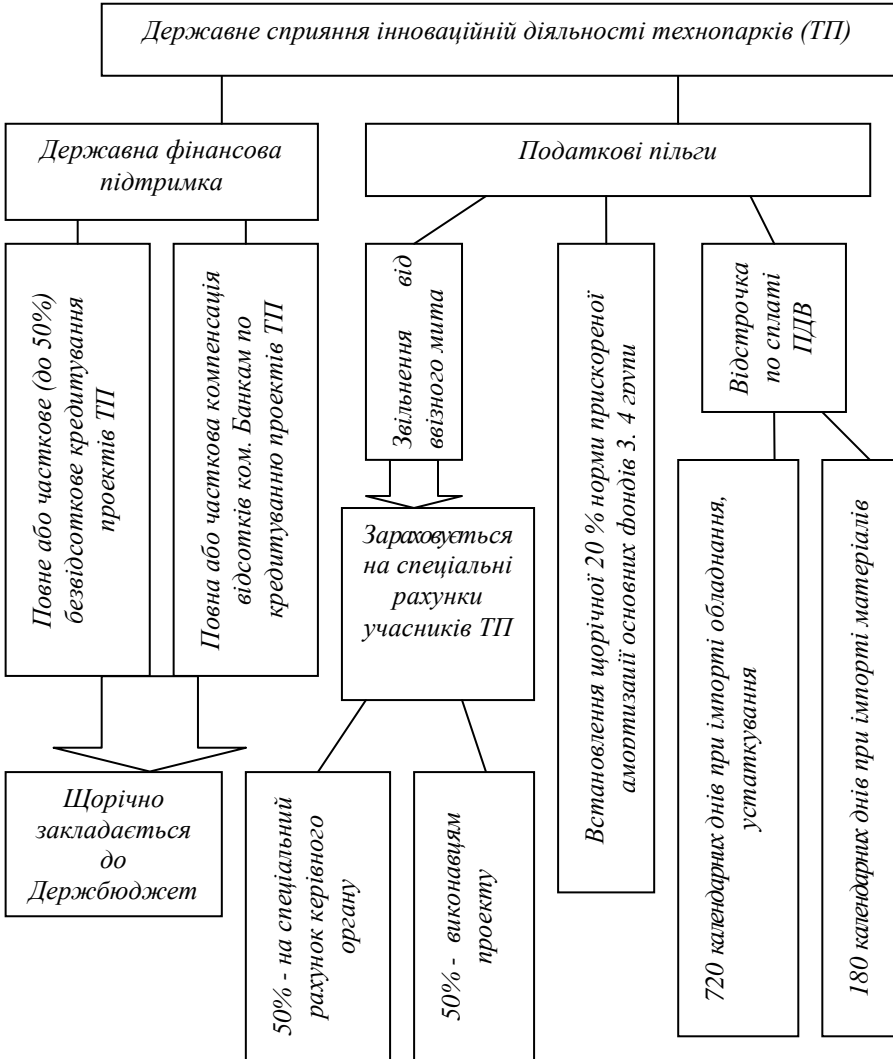 Державне сприяння інноваційній діяльності технопарків (ТП)
Державна фінансова
підтримка
Податкові пільги
Повне або часткове (до 50%)
безвідсоткове кредитування
проектів ТП
Повна або часткова компенсація
відсотків ком. Банкам по
кредитуванню проектів ТП
Звільнення від
ввізного мита
Встановлення щорічної 20 % норми прискореної
амортизації основних фондів 3. 4 групи
Відстрочка
по сплаті
ПДВ
Зараховується
на спеціальні
рахунки
учасників ТП
720 календарних днів при імпорті обладнання,
устаткування
180 календарних днів при імпорті матеріалів
Щорічно
закладається
до
Держбюджет
50% - на спеціальний
рахунок керівного
органу
50% - виконавцям
проекту